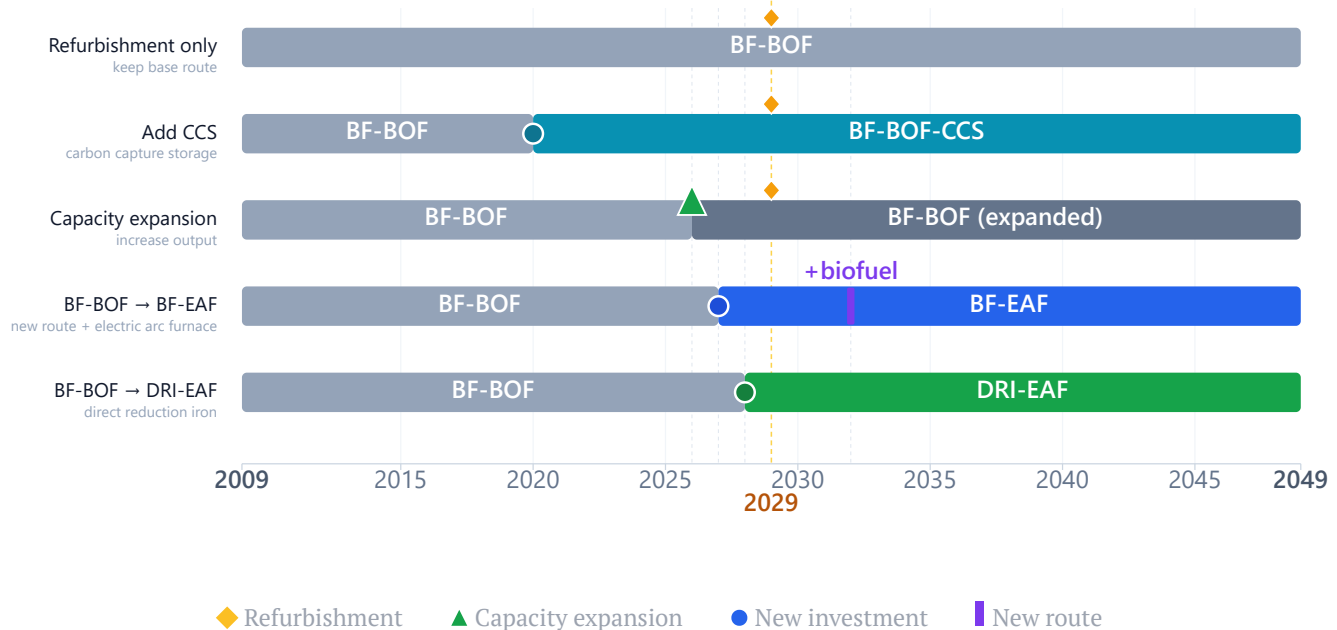 Refurbishment only
keep base route
BF-BOF
Add CCS
carbon capture storage
BF-BOF
BF-BOF-CCS
Capacity expansion
increase output
BF-BOF
BF-BOF (expanded)
+biofuel
BF-BOF → BF-EAF
new route + electric arc furnace
BF-BOF
BF-EAF
BF-BOF → DRI-EAF
direct reduction iron
BF-BOF
DRI-EAF
2009 2015 2020 2025 2030 2035 2040 2045 2049
2029
Refurbishment Capacity expansion New investment New route